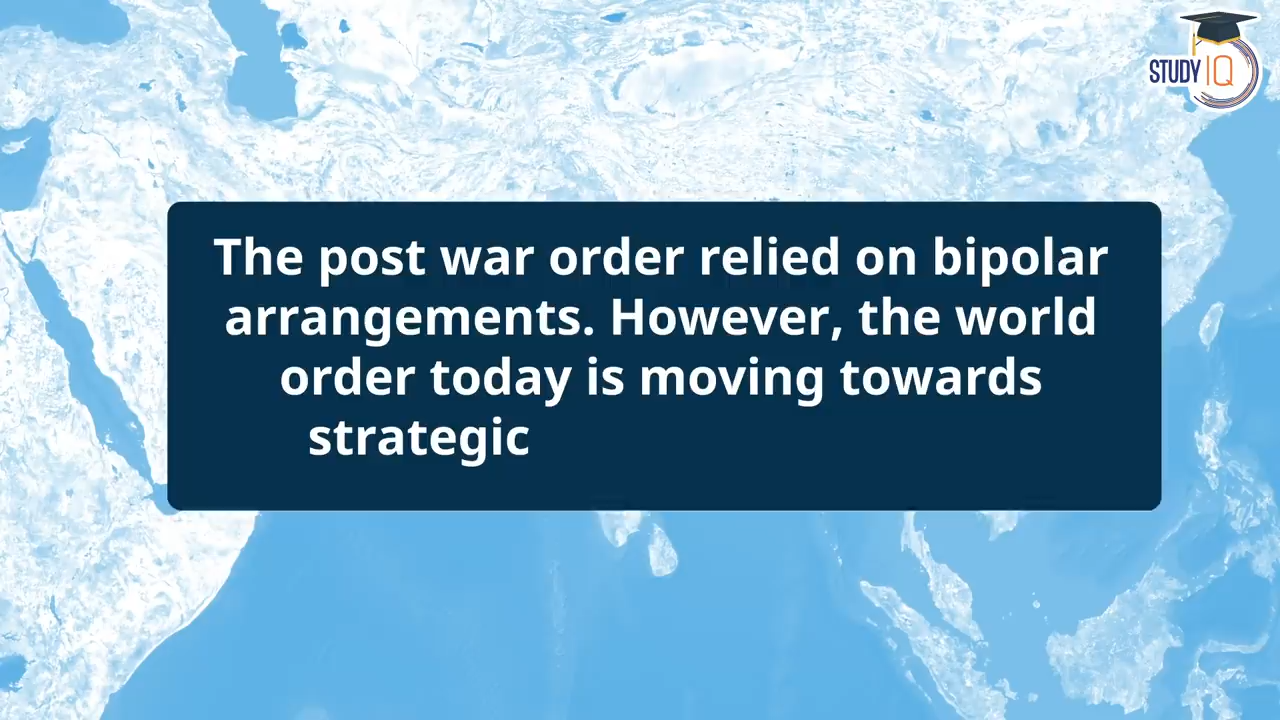 STUDY IQ
The post war order relied on bipolar
arrangements. However, the world
order today is moving towards
strategic